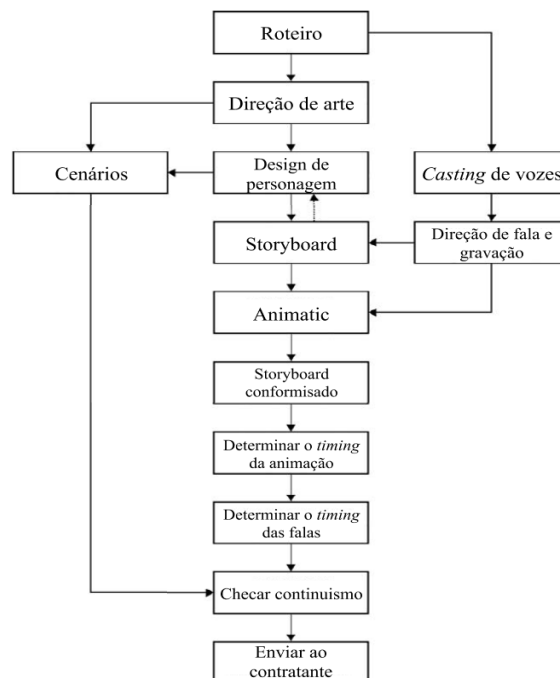 Roteiro
Direção de arte
Cenários
Design de
personagem
Casting de vozes
Storyboard
Direção de fala e
gravação
Animatic
Storyboard
conformisado
Determinar o timing
da animação
Determinar o timing
das falas
Checar continuismo
Enviar ao
contratante